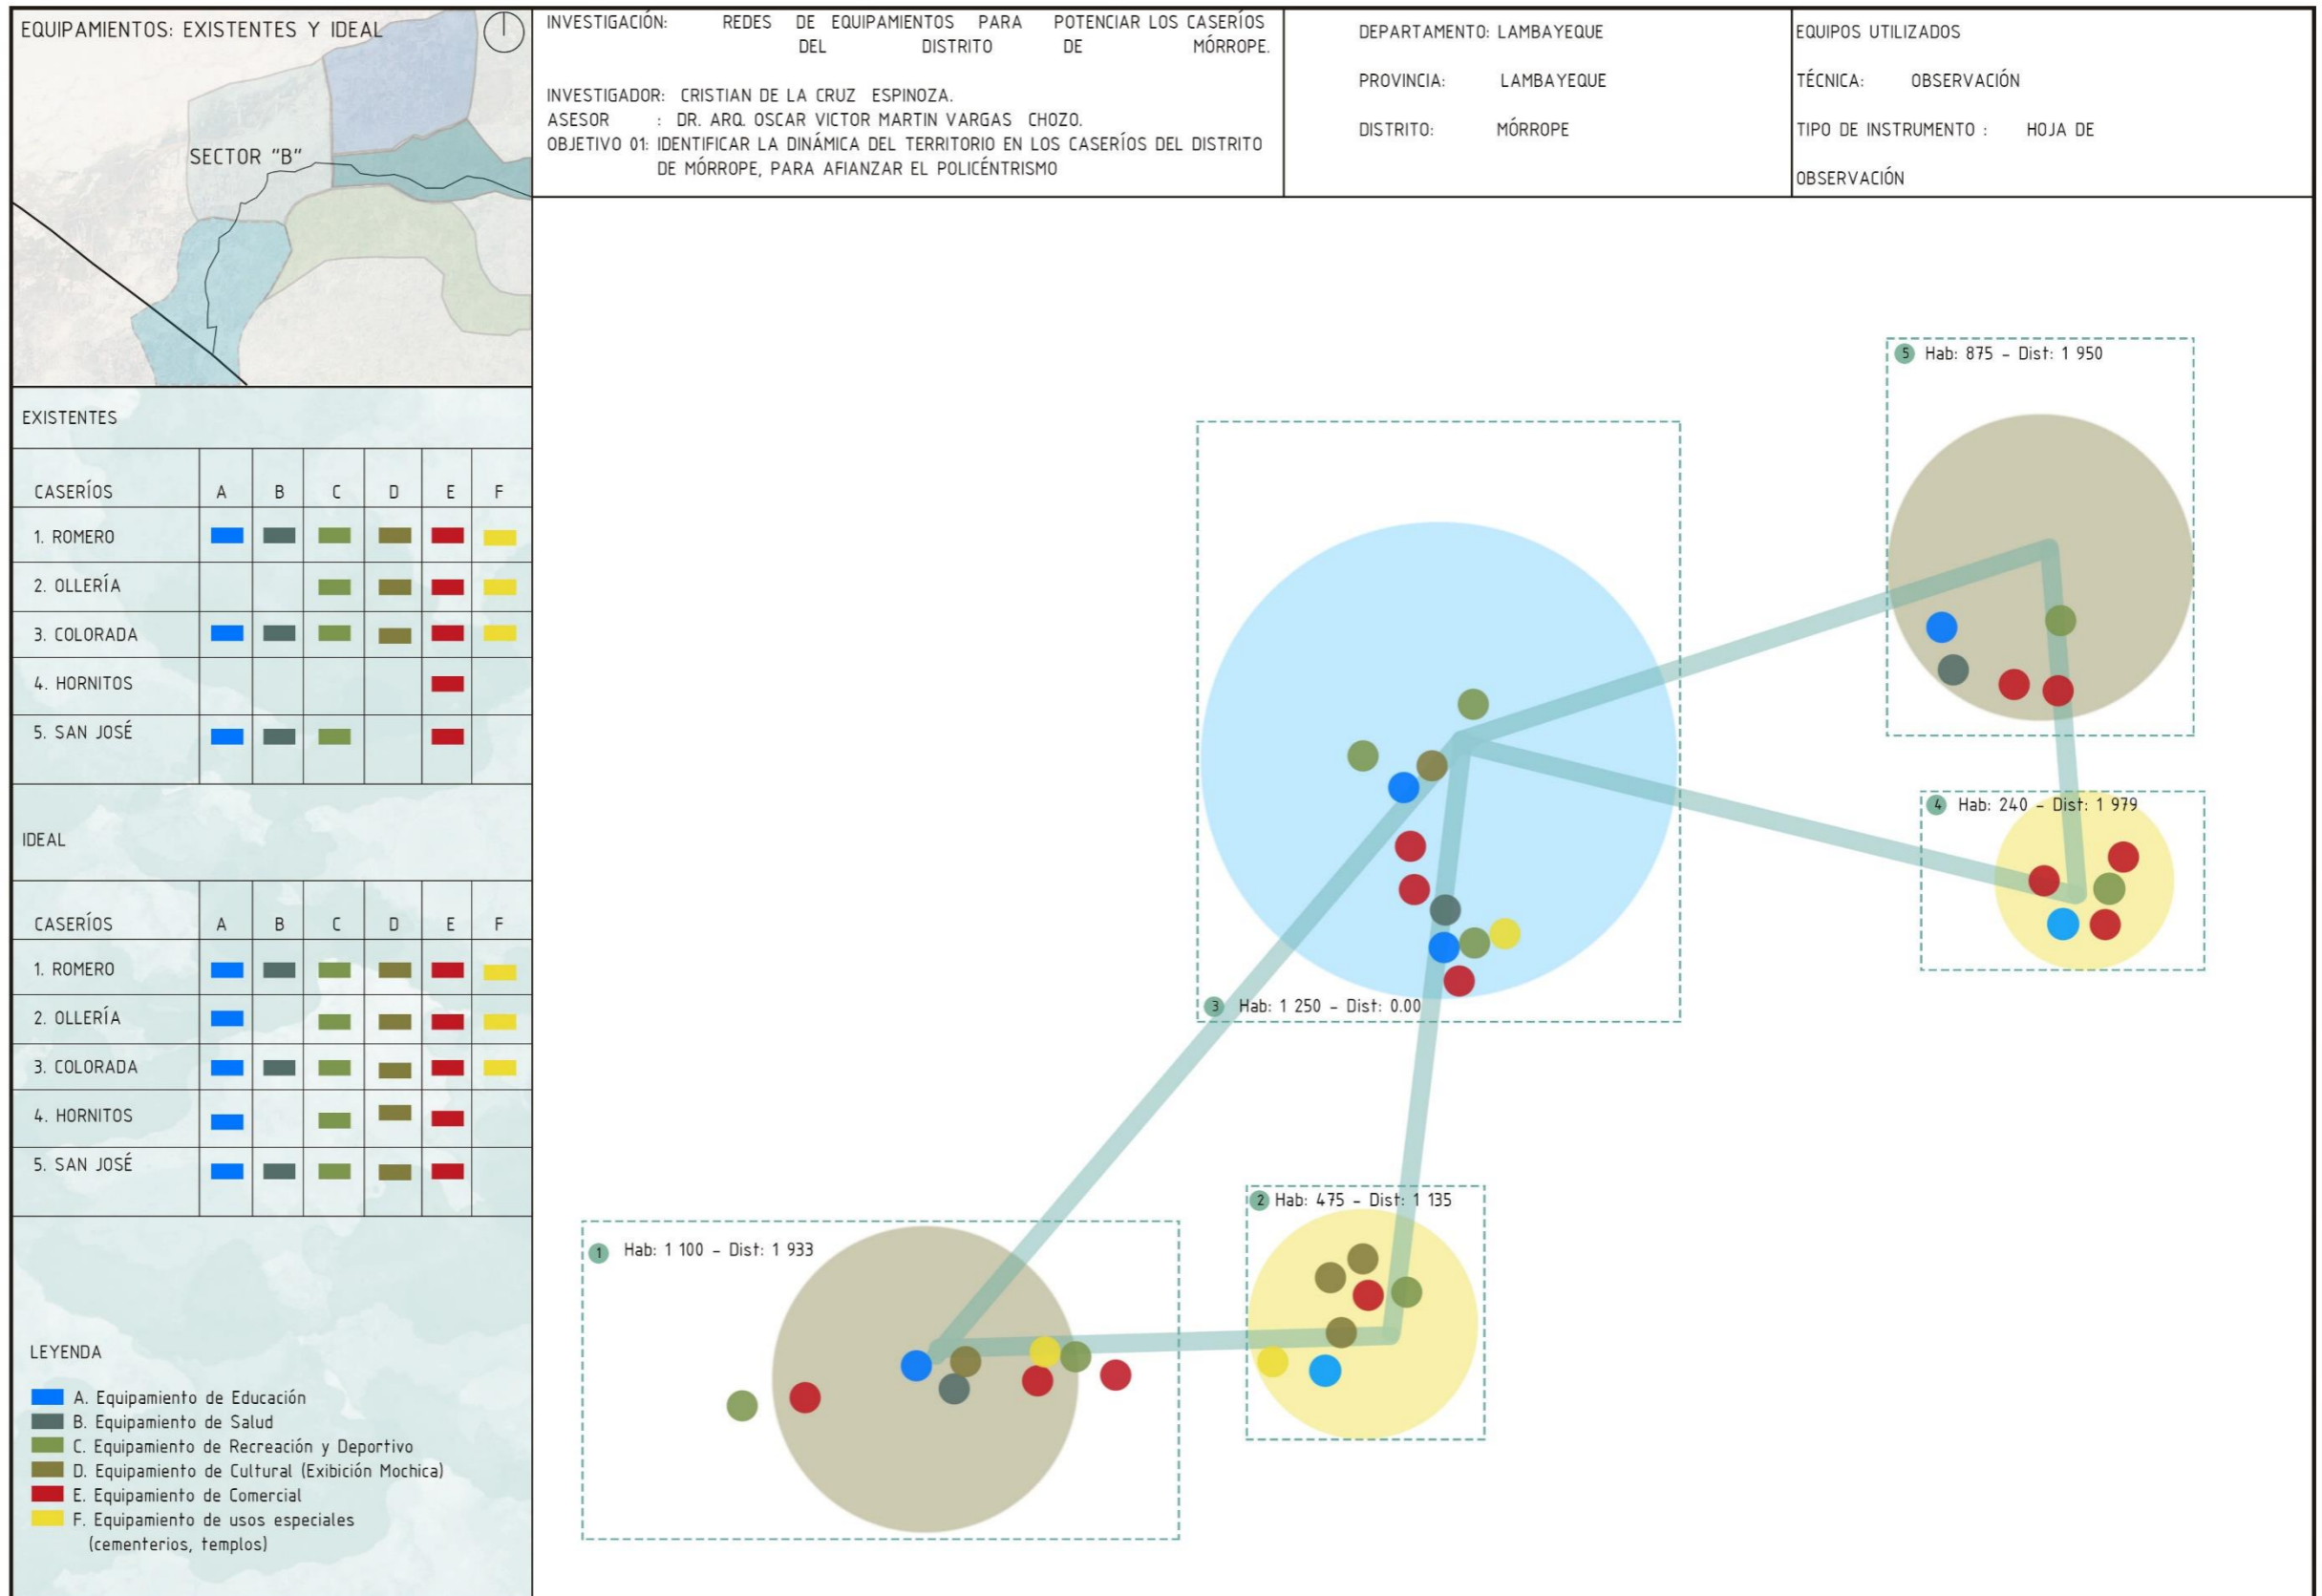 EQUIPAMIENTOS: EXISTENTES Y IDEAL
SECTOR "B"
INVESTIGACIÓN: REDES DE EQUIPAMIENTOS PARA POTENCIAR LOS CASERÍOS
DEL DISTRITO DE MÓRROPE.
INVESTIGADOR: CRISTIAN DE LA CRUZ ESPINOZA.
ASESOR : DR. ARQ. OSCAR VICTOR MARTIN VARGAS CHOZO.
OBJETIVO 01: IDENTIFICAR LA DINÁMICA DEL TERRITORIO EN LOS CASERÍOS DEL DISTRITO
DE MÓRROPE, PARA AFIANZAR EL POLICÉNTRISMO
DEPARTAMENTO: LAMBAYEQUE
PROVINCIA: LAMBAYEQUE
DISTRITO: MÓRROPE
EQUIPOS UTILIZADOS
TÉCNICA: OBSERVACIÓN
TIPO DE INSTRUMENTO : HOJA DE
OBSERVACIÓN
EXISTENTES
CASERÍOS A B C D E F
1. ROMERO
2. OLLERÍA
3. COLORADA
4. HORNITOS
5. SAN JOSÉ
IDEAL
CASERÍOS A B C D E F
1. ROMERO
2. OLLERÍA
3. COLORADA
4. HORNITOS
5. SAN JOSÉ
LEYENDA
A. Equipamiento de Educación
B. Equipamiento de Salud
C. Equipamiento de Recreación y Deportivo
D. Equipamiento de Cultural (Exibición Mochica)
E. Equipamiento de Comercial
F. Equipamiento de usos especiales
(cementerios, templos)
5 Hab: 875 - Dist: 1 950
4 Hab: 240 - Dist: 1 979
3 Hab: 1 250 - Dist: 0.00
2 Hab: 475 - Dist: 1 135
1 Hab: 1 100 - Dist: 1 933